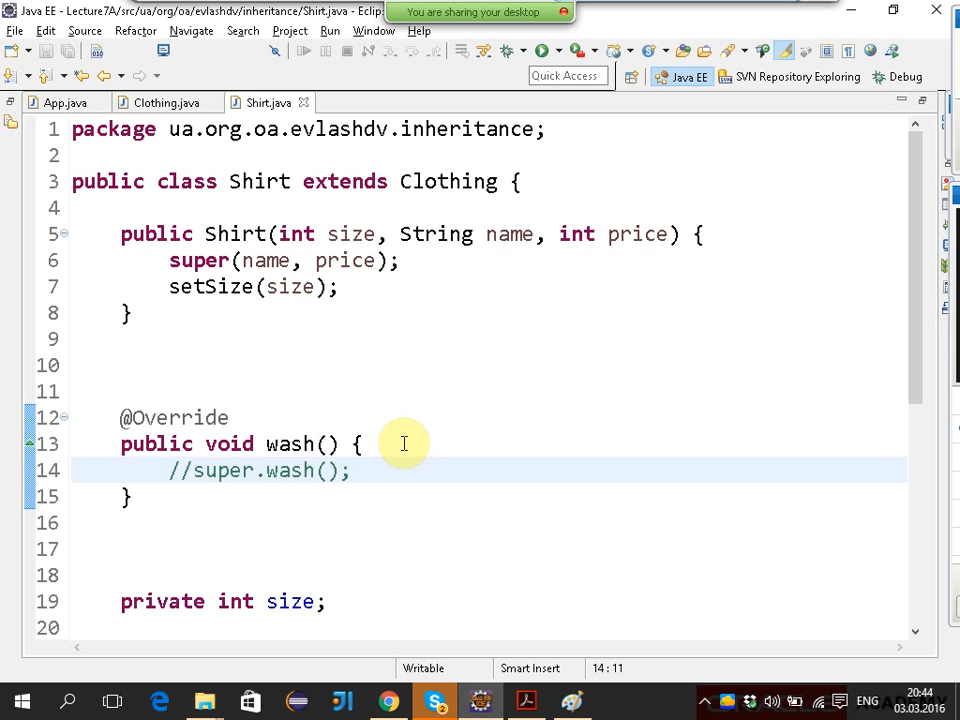 Java EE - Lecture7A/src/ua/org/oa/evlashdv/inheritance/Shirt.java - Eclip
You are sharing your desktop
File Edit Source Refactor Navigate Search Project Run Window Help
Quick Access Java EE SVN Repository Exploring Debug
App.java Clothing.java Shirt.java
1 package ua.org.oa.evlashdv.inheritance;
2
3 public class Shirt extends Clothing {
4
5 public Shirt(int size, String name, int price) {
6 super(name, price);
7 setSize(size);
8 }
9
10
11
12 @Override
13 public void wash() {
14 //super.wash();
15 }
16
17
18
19 private int size;
20
Writable Smart Insert 14 : 11
ENG 20:44
03.03.2016